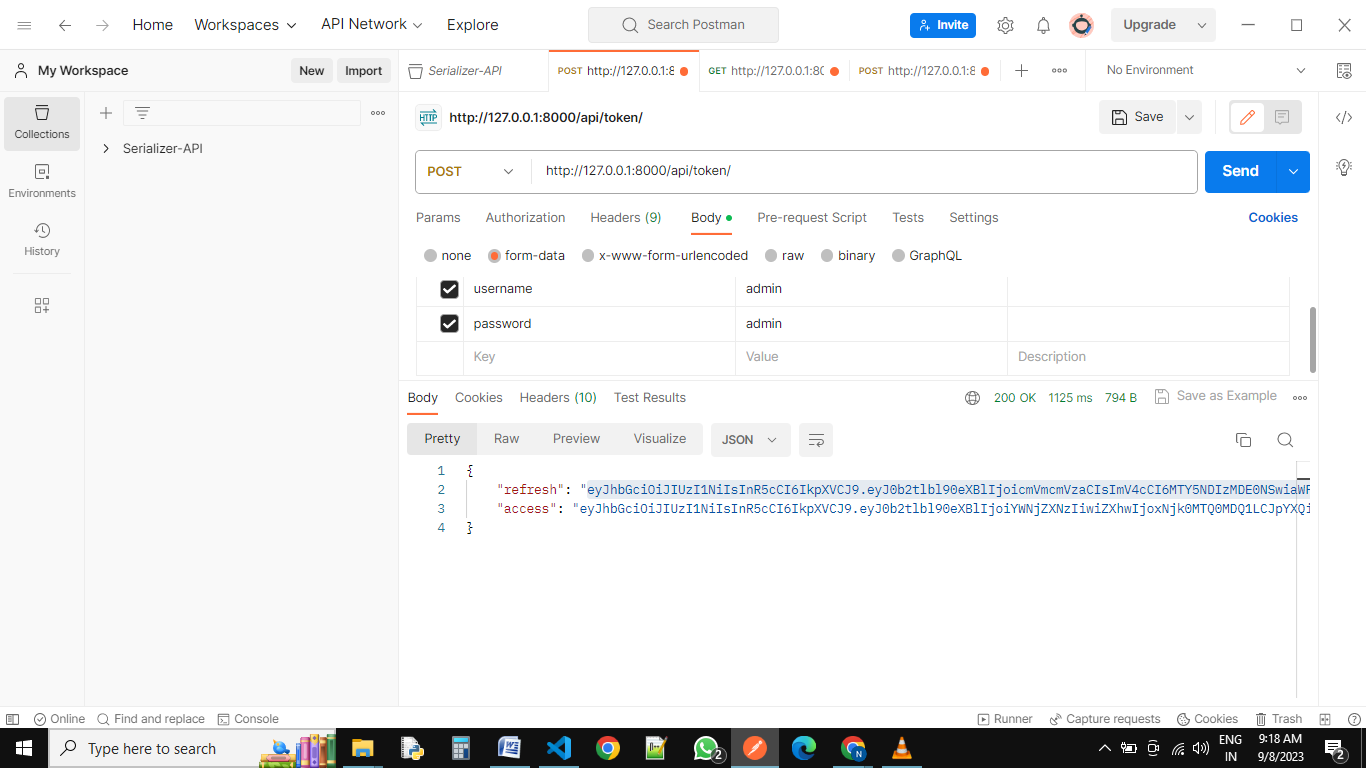 Home Workspaces API Network Explore Search Postman Invite Upgrade
My Workspace New Import Serializer-API POST http://127.0.0.1:8 GET http://127.0.0.1:80 POST http://127.0.0.1:8 No Environment
Collections
Serializer-API
Environments
History
HTTP http://127.0.0.1:8000/api/token/ Save
POST http://127.0.0.1:8000/api/token/ Send
Params Authorization Headers (9) Body Pre-request Script Tests Settings Cookies
none form-data x-www-form-urlencoded raw binary GraphQL
username admin
password admin
Key Value Description
Body Cookies Headers (10) Test Results 200 OK 1125 ms 794 B Save as Example
Pretty Raw Preview Visualize JSON
1 {
2 "refresh": "eyJhbGciOiJIUzI1NiIsInR5cCI6IkpXVCJ9.eyJ0b2tlbl90eXBlIjoicmVmcmVzaCIsImV4cCI6MTY5NDIzMDE0NSwiaWF
3 "access": "eyJhbGciOiJIUzI1NiIsInR5cCI6IkpXVCJ9.eyJ0b2tlbl90eXBlIjoiYWNjZXNzIiwiZXhwIjoxNjk0MTQ0MDQ1LCJpYXQi
4 }
Online Find and replace Console Runner Capture requests Cookies Trash
Type here to search 2 ENG 9:18 AM
IN 9/8/2023 2